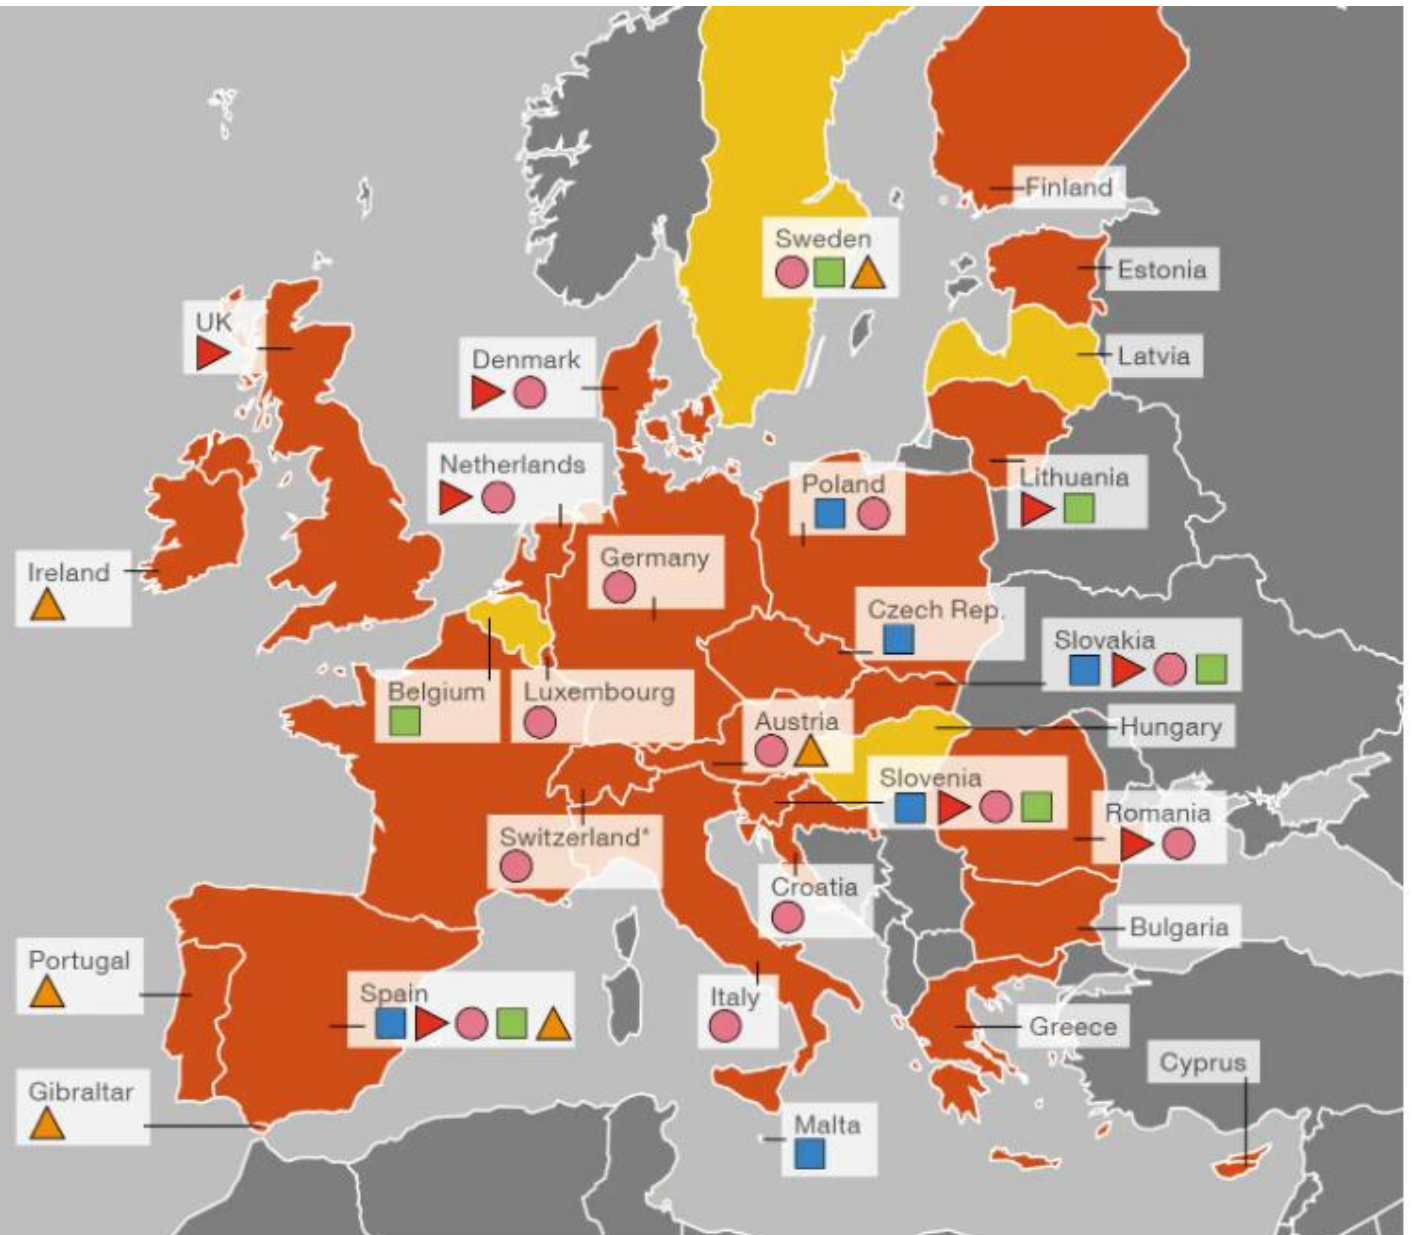 Finland
Sweden
Estonia
UK
Latvia
Denmark
Netherlands
Poland
Lithuania
Germany
Ireland
Czech Rep.
Slovakia
Belgium
Luxembourg
Austria
Hungary
Slovenia
Romania
Switzerland*
Croatia
Bulgaria
Portugal
Spain
Italy
Greece
Cyprus
Gibraltar
Malta